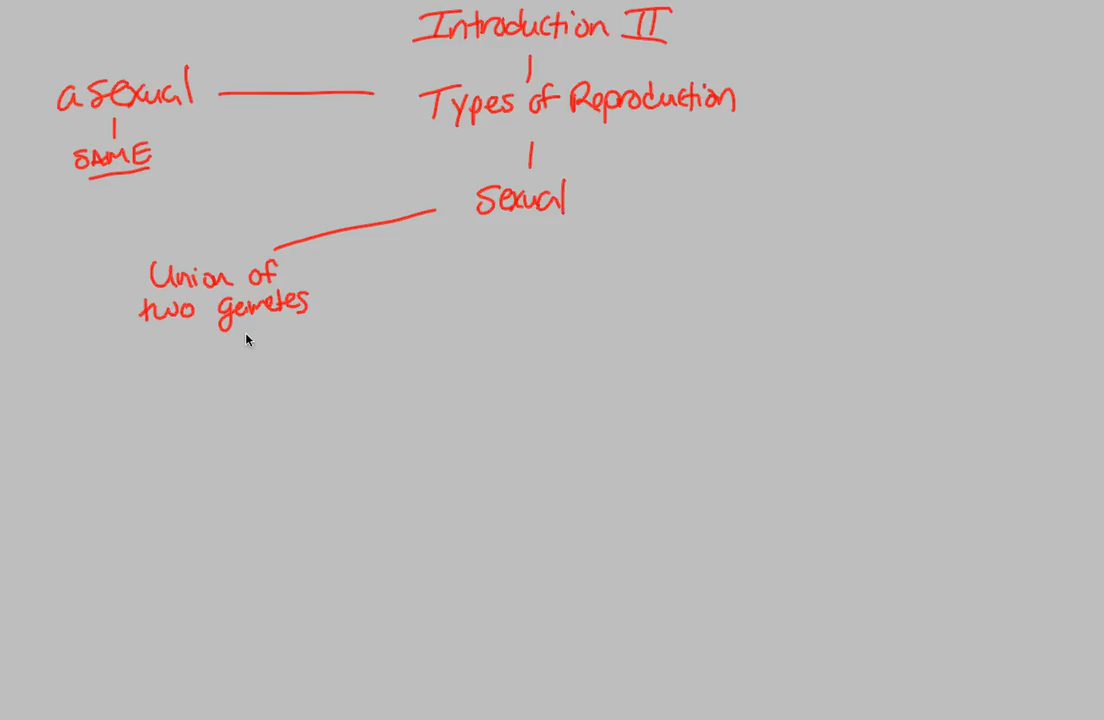 Introduction II
asexual
Types of Reproduction
SAME
Sexual
Union of
two gemetes